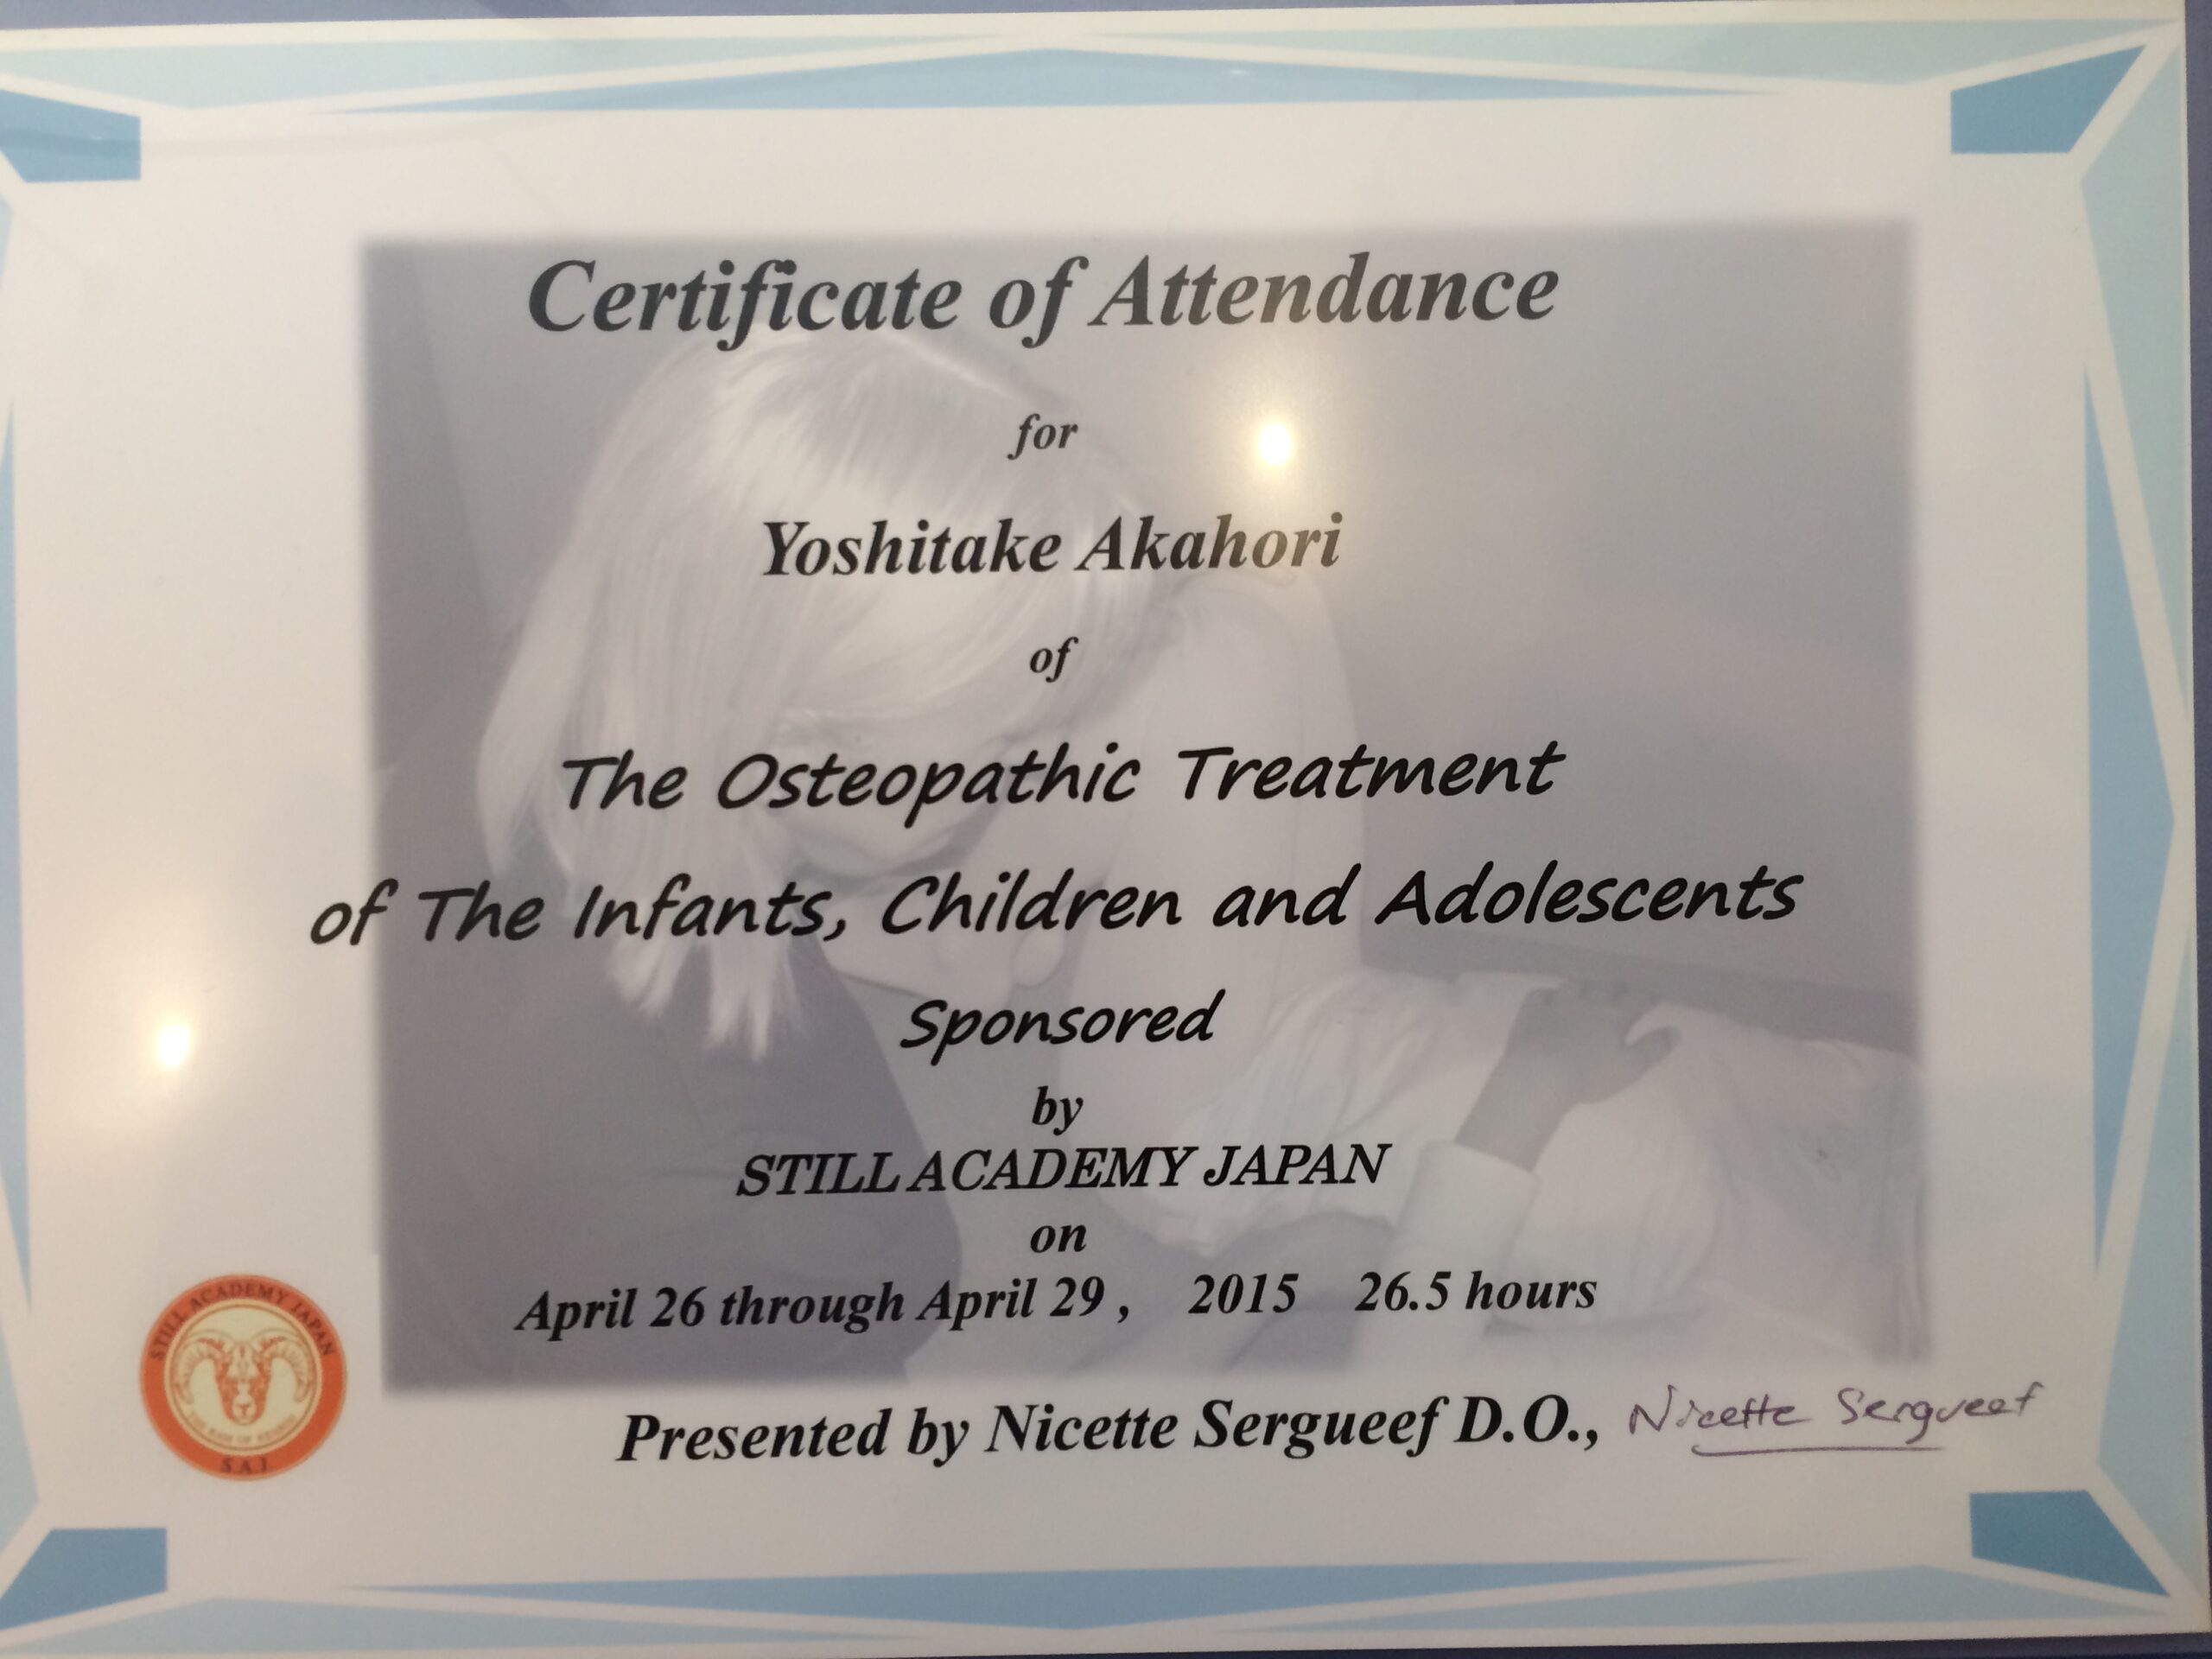 Certificate of Attendance
for
Yoshitake Akahori
of
The Osteopathic Treatment
of The Infants, Children and Adolescents
Sponsored
by
STILL ACADEMY JAPAN
on
April 26 through April 29 , 2015 26.5 hours
Presented by Nicette Sergueef D.O., Nicette Sergueef
STILL ACADEMY JAPAN
S.A.J